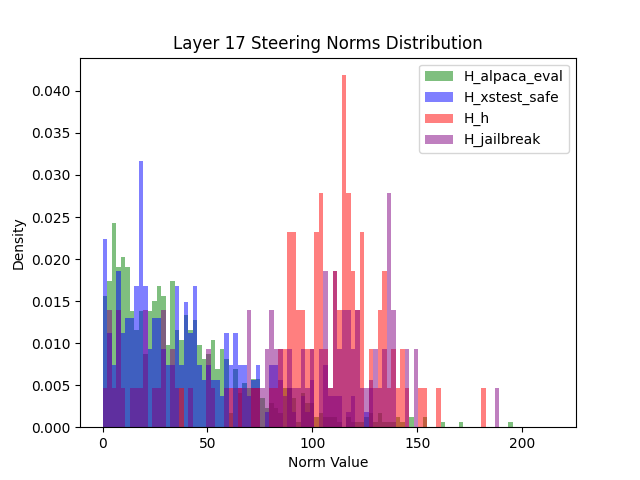 Layer 17 Steering Norms Distribution
H_alpaca_eval
H_xstest_safe
H_h
H_jailbreak
0.040
0.035
0.030
0.025
0.020
0.015
0.010
0.005
0.000
Density
0 50 100 150 200
Norm Value